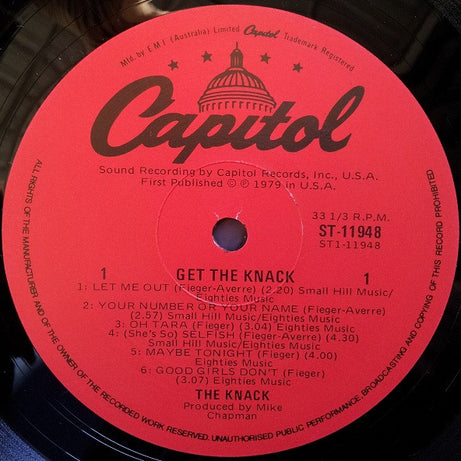 Mfd. by E M I (Australia) Limited Capitol Trademark Registered
Capitol
Sound Recording by Capitol Records, Inc., U.S.A.
First Published © ℗ 1979 in U.S.A.
33 1/3 R.P.M.
ST-11948
ST1-11948
1 GET THE KNACK 1
1: LET ME OUT (Fieger-Averre) (2.20) Small Hill Music/
Eighties Music
2: YOUR NUMBER OR YOUR NAME (Fieger-Averre)
(2.57) Small Hill Music/Eighties Music
3: OH TARA (Fieger) (3.04) Eighties Music
4: (She's So) SELFISH (Fieger-Averre) (4.30)
Small Hill Music/Eighties Music
5: MAYBE TONIGHT (Fieger) (4.00)
Eighties Music
6: GOOD GIRLS DON'T (Fieger)
(3.07) Eighties Music
THE KNACK
Produced by Mike
Chapman
ALL RIGHTS OF THE MANUFACTURER AND OF THE OWNER OF THE RECORDED WORK RESERVED. UNAUTHORISED PUBLIC PERFORMANCE, BROADCASTING AND COPYING OF THIS RECORD PROHIBITED